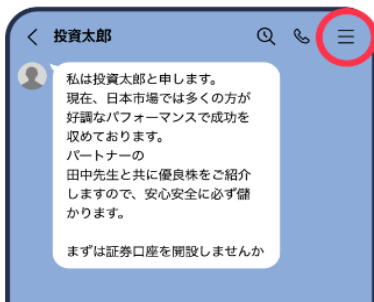 投資太郎
私は投資太郎と申します。
現在、日本市場では多くの方が
好調なパフォーマンスで成功を
収めております。
パートナーの
田中先生と共に優良株をご紹介
しますので、安心安全に必ず儲
かります。
まずは証券口座を開設しませんか